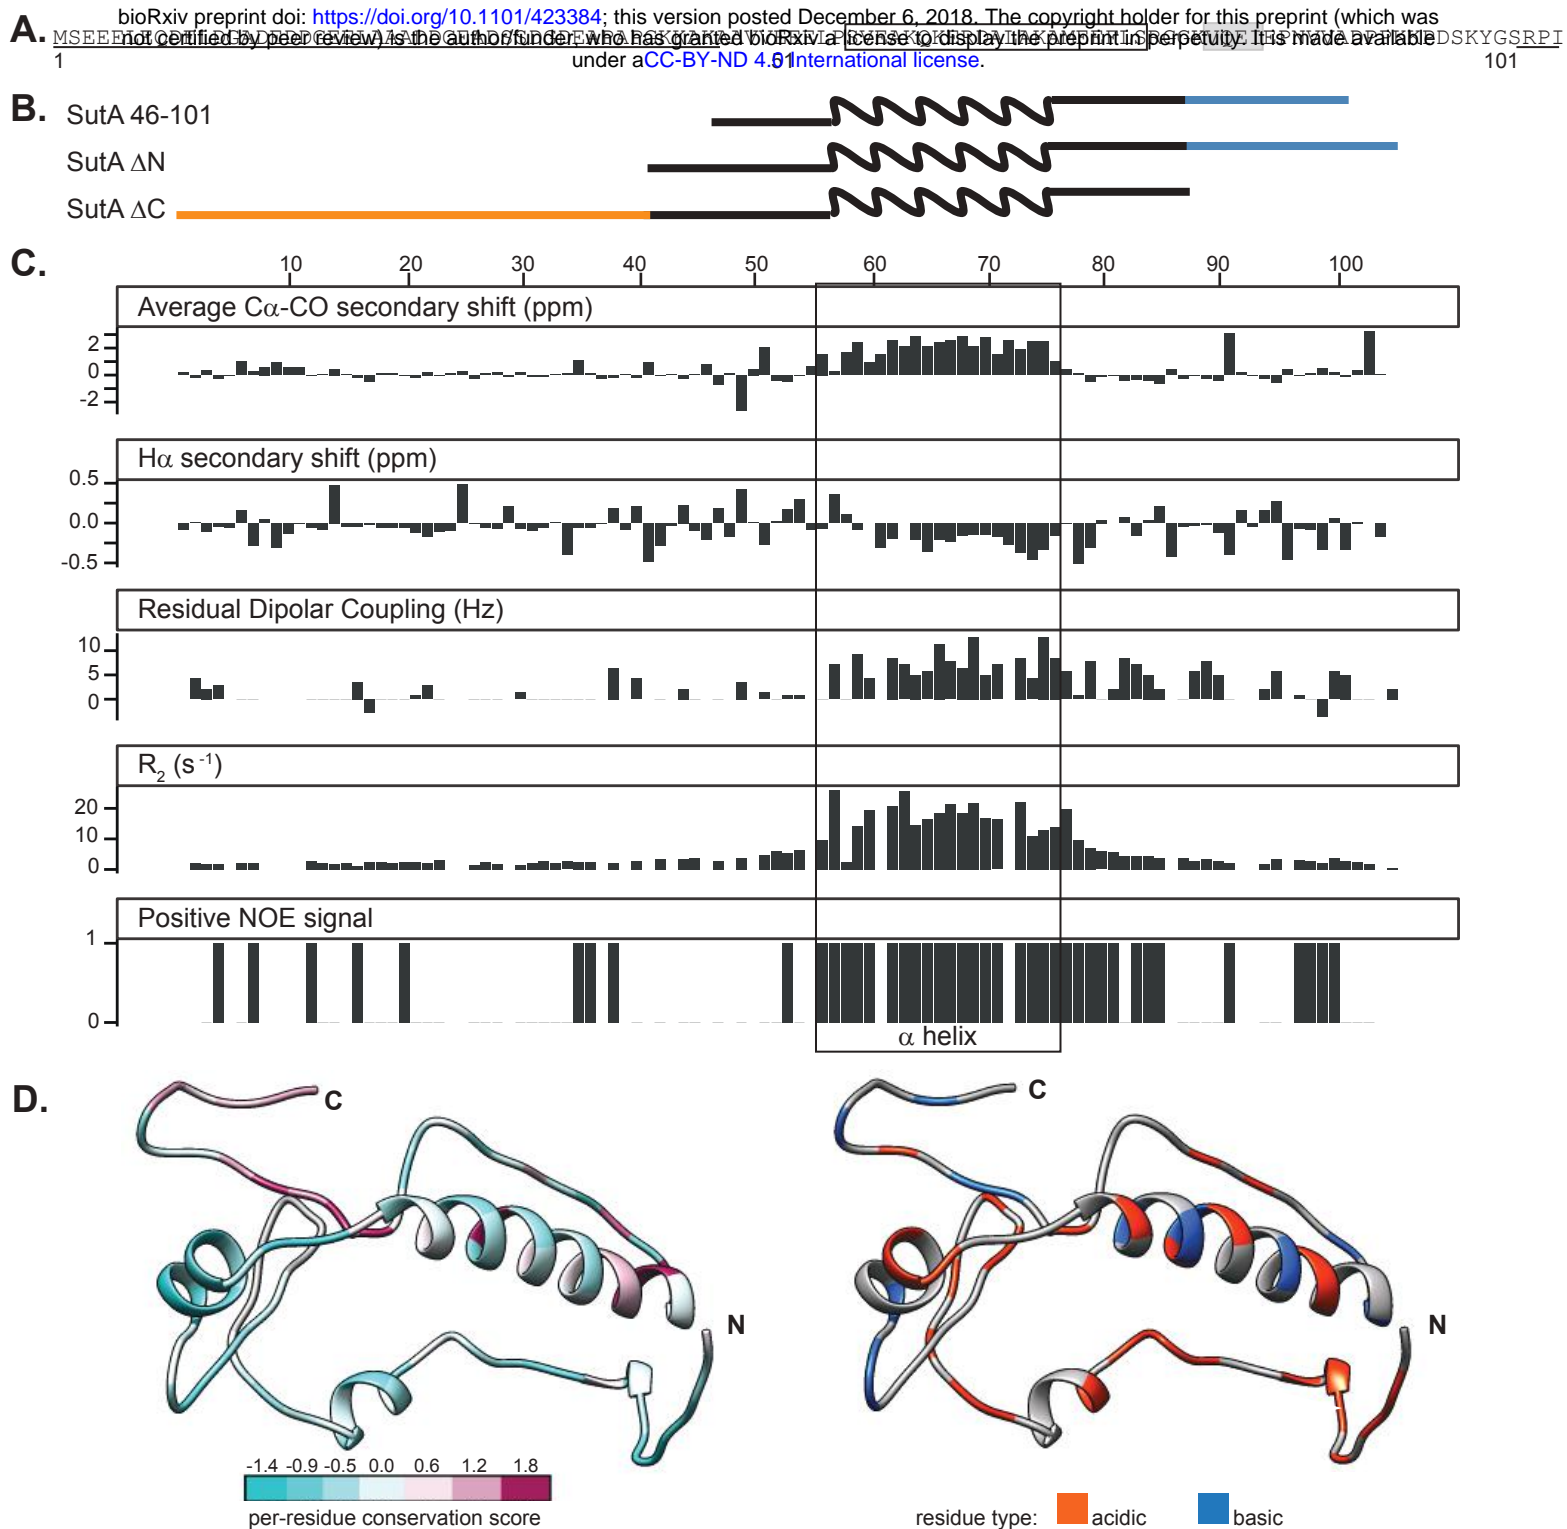 bioRxiv preprint doi: https://doi.org/10.1101/423384; this version posted December 6, 2018. The copyright holder for this preprint (which was
A. not certified by peer review) is the author/funder, who has granted bioRxiv a license to display the preprint in perpetuity. It is made available DSKYGSRPI
1 under aCC-BY-ND 4.0 International license. 51 101
B. SutA 46-101
SutA ΔN
SutA ΔC
C. 10 20 30 40 50 60 70 80 90 100
Average Cα-CO secondary shift (ppm)
2
0
-2
Hα secondary shift (ppm)
0.5
0.0
-0.5
Residual Dipolar Coupling (Hz)
10
5
0
R2 (s-1)
20
10
0
Positive NOE signal
1
0
α helix
D. C C
N N
-1.4 -0.9 -0.5 0.0 0.6 1.2 1.8
per-residue conservation score
residue type: acidic basic